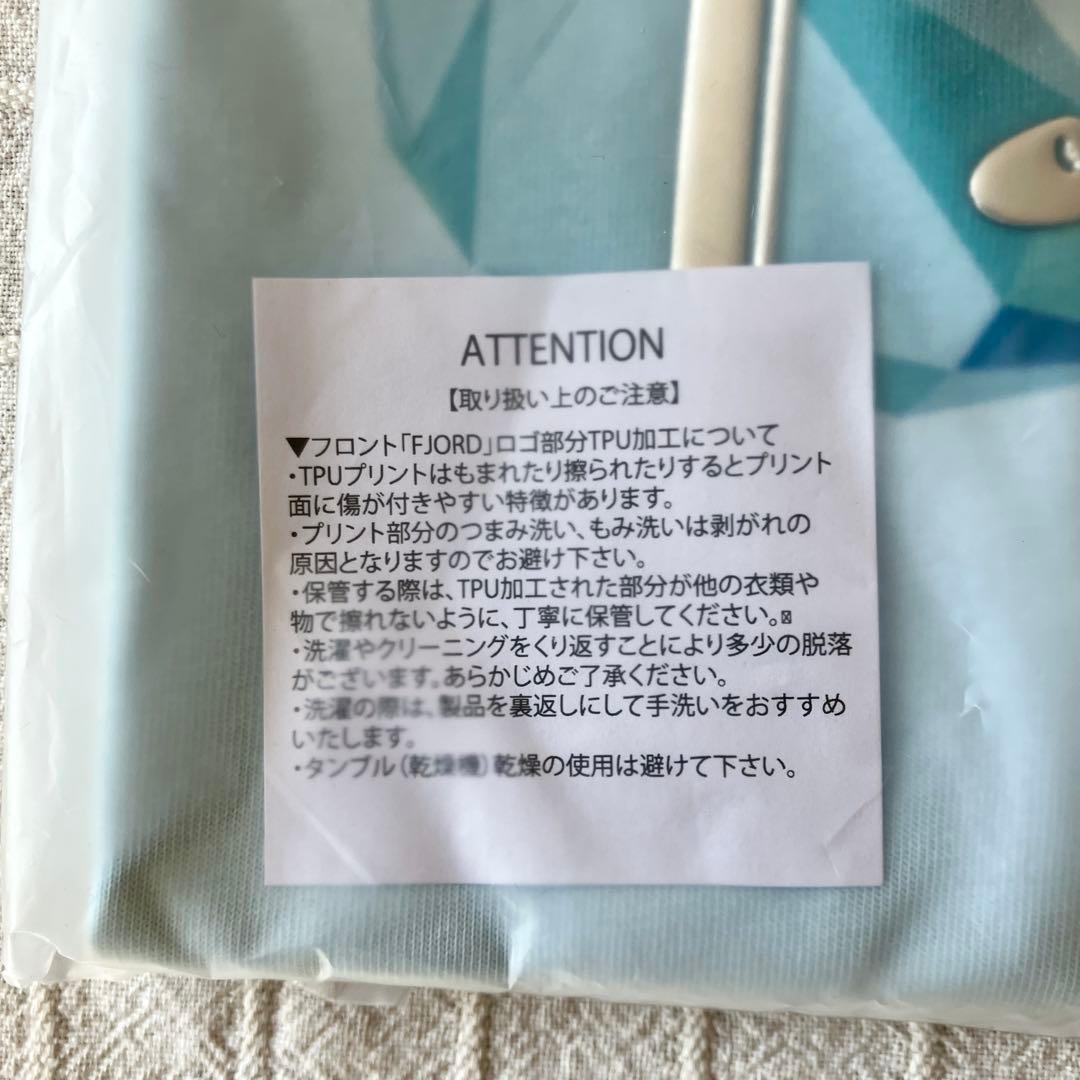 ATTENTION
【取り扱い上のご注意】
▼フロント「FJORD」ロゴ部分TPU加工について
・TPUプリントはもまれたり擦られたりするとプリント
面に傷が付きやすい特徴があります。
・プリント部分のつまみ洗い、もみ洗いは剥がれの
原因となりますのでお避け下さい。
・保管する際は、TPU加工された部分が他の衣類や
物で擦れないように、丁寧に保管してください。
・洗濯やクリーニングをくり返すことにより多少の脱落
がございます。あらかじめご了承ください。
・洗濯の際は、製品を裏返しにして手洗いをおすすめ
いたします。
・タンブル（乾燥機）乾燥の使用は避けて下さい。